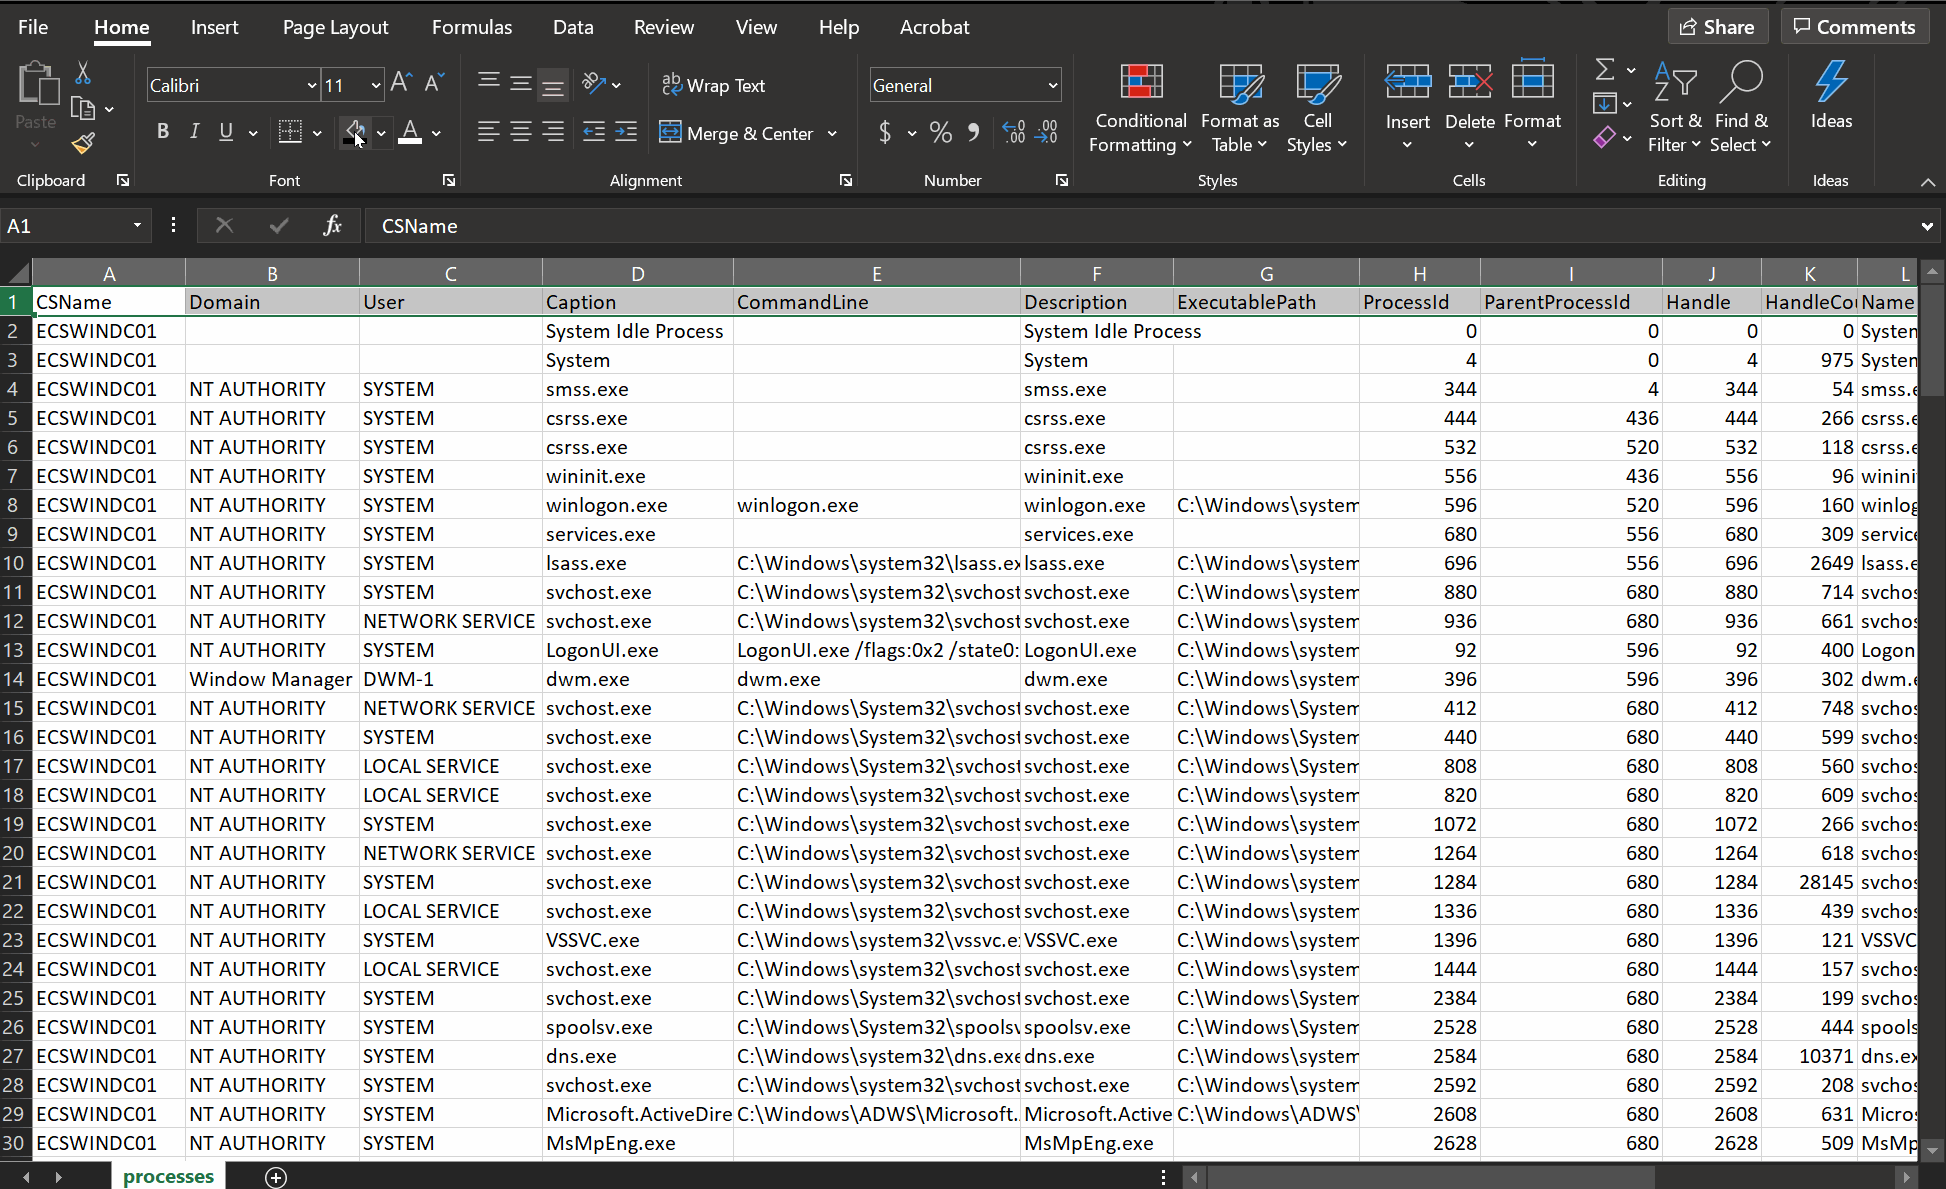 File Home Insert Page Layout Formulas Data Review View Help Acrobat Share Comments
Calibri 11 Wrap Text General
Paste B I U Merge & Center $ % Conditional Formatting Format as Table Cell Styles Insert Delete Format Sort & Filter Find & Select Ideas
Clipboard Font Alignment Number Styles Cells Editing Ideas
A1 fx CSName
A B C D E F G H I J K L
1 CSName Domain User Caption CommandLine Description ExecutablePath ProcessId ParentProcessId Handle HandleCou Name
2 ECSWINDC01 System Idle Process System Idle Process 0 0 0 0 System
3 ECSWINDC01 System System 4 0 4 975 System
4 ECSWINDC01 NT AUTHORITY SYSTEM smss.exe smss.exe 344 4 344 54 smss.e
5 ECSWINDC01 NT AUTHORITY SYSTEM csrss.exe csrss.exe 444 436 444 266 csrss.e
6 ECSWINDC01 NT AUTHORITY SYSTEM csrss.exe csrss.exe 532 520 532 118 csrss.e
7 ECSWINDC01 NT AUTHORITY SYSTEM wininit.exe wininit.exe 556 436 556 96 wininit
8 ECSWINDC01 NT AUTHORITY SYSTEM winlogon.exe winlogon.exe winlogon.exe C:\Windows\system 596 520 596 160 winlog
9 ECSWINDC01 NT AUTHORITY SYSTEM services.exe services.exe 680 556 680 309 service
10 ECSWINDC01 NT AUTHORITY SYSTEM lsass.exe C:\Windows\system32\lsass.ex lsass.exe C:\Windows\system 696 556 696 2649 lsass.e
11 ECSWINDC01 NT AUTHORITY SYSTEM svchost.exe C:\Windows\system32\svchost svchost.exe C:\Windows\system 880 680 880 714 svchos
12 ECSWINDC01 NT AUTHORITY NETWORK SERVICE svchost.exe C:\Windows\system32\svchost svchost.exe C:\Windows\system 936 680 936 661 svchos
13 ECSWINDC01 NT AUTHORITY SYSTEM LogonUI.exe LogonUI.exe /flags:0x2 /state0: LogonUI.exe C:\Windows\system 92 596 92 400 Logon
14 ECSWINDC01 Window Manager DWM-1 dwm.exe dwm.exe dwm.exe C:\Windows\system 396 596 396 302 dwm.e
15 ECSWINDC01 NT AUTHORITY NETWORK SERVICE svchost.exe C:\Windows\System32\svchost svchost.exe C:\Windows\System 412 680 412 748 svchos
16 ECSWINDC01 NT AUTHORITY SYSTEM svchost.exe C:\Windows\System32\svchost svchost.exe C:\Windows\System 440 680 440 599 svchos
17 ECSWINDC01 NT AUTHORITY LOCAL SERVICE svchost.exe C:\Windows\System32\svchost svchost.exe C:\Windows\System 808 680 808 560 svchos
18 ECSWINDC01 NT AUTHORITY LOCAL SERVICE svchost.exe C:\Windows\system32\svchost svchost.exe C:\Windows\system 820 680 820 609 svchos
19 ECSWINDC01 NT AUTHORITY SYSTEM svchost.exe C:\Windows\system32\svchost svchost.exe C:\Windows\system 1072 680 1072 266 svchos
20 ECSWINDC01 NT AUTHORITY NETWORK SERVICE svchost.exe C:\Windows\system32\svchost svchost.exe C:\Windows\system 1264 680 1264 618 svchos
21 ECSWINDC01 NT AUTHORITY SYSTEM svchost.exe C:\Windows\system32\svchost svchost.exe C:\Windows\system 1284 680 1284 28145 svchos
22 ECSWINDC01 NT AUTHORITY LOCAL SERVICE svchost.exe C:\Windows\system32\svchost svchost.exe C:\Windows\system 1336 680 1336 439 svchos
23 ECSWINDC01 NT AUTHORITY SYSTEM VSSVC.exe C:\Windows\system32\vssvc.e VSSVC.exe C:\Windows\system 1396 680 1396 121 VSSVC
24 ECSWINDC01 NT AUTHORITY LOCAL SERVICE svchost.exe C:\Windows\system32\svchost svchost.exe C:\Windows\system 1444 680 1444 157 svchos
25 ECSWINDC01 NT AUTHORITY SYSTEM svchost.exe C:\Windows\System32\svchost svchost.exe C:\Windows\System 2384 680 2384 199 svchos
26 ECSWINDC01 NT AUTHORITY SYSTEM spoolsv.exe C:\Windows\System32\spoolsv spoolsv.exe C:\Windows\System 2528 680 2528 444 spools
27 ECSWINDC01 NT AUTHORITY SYSTEM dns.exe C:\Windows\system32\dns.exe dns.exe C:\Windows\system 2584 680 2584 10371 dns.ex
28 ECSWINDC01 NT AUTHORITY SYSTEM svchost.exe C:\Windows\system32\svchost svchost.exe C:\Windows\system 2592 680 2592 208 svchos
29 ECSWINDC01 NT AUTHORITY SYSTEM Microsoft.ActiveDire C:\Windows\ADWS\Microsoft. Microsoft.Active C:\Windows\ADWS\ 2608 680 2608 631 Micros
30 ECSWINDC01 NT AUTHORITY SYSTEM MsMpEng.exe MsMpEng.exe 2628 680 2628 509 MsMp
processes